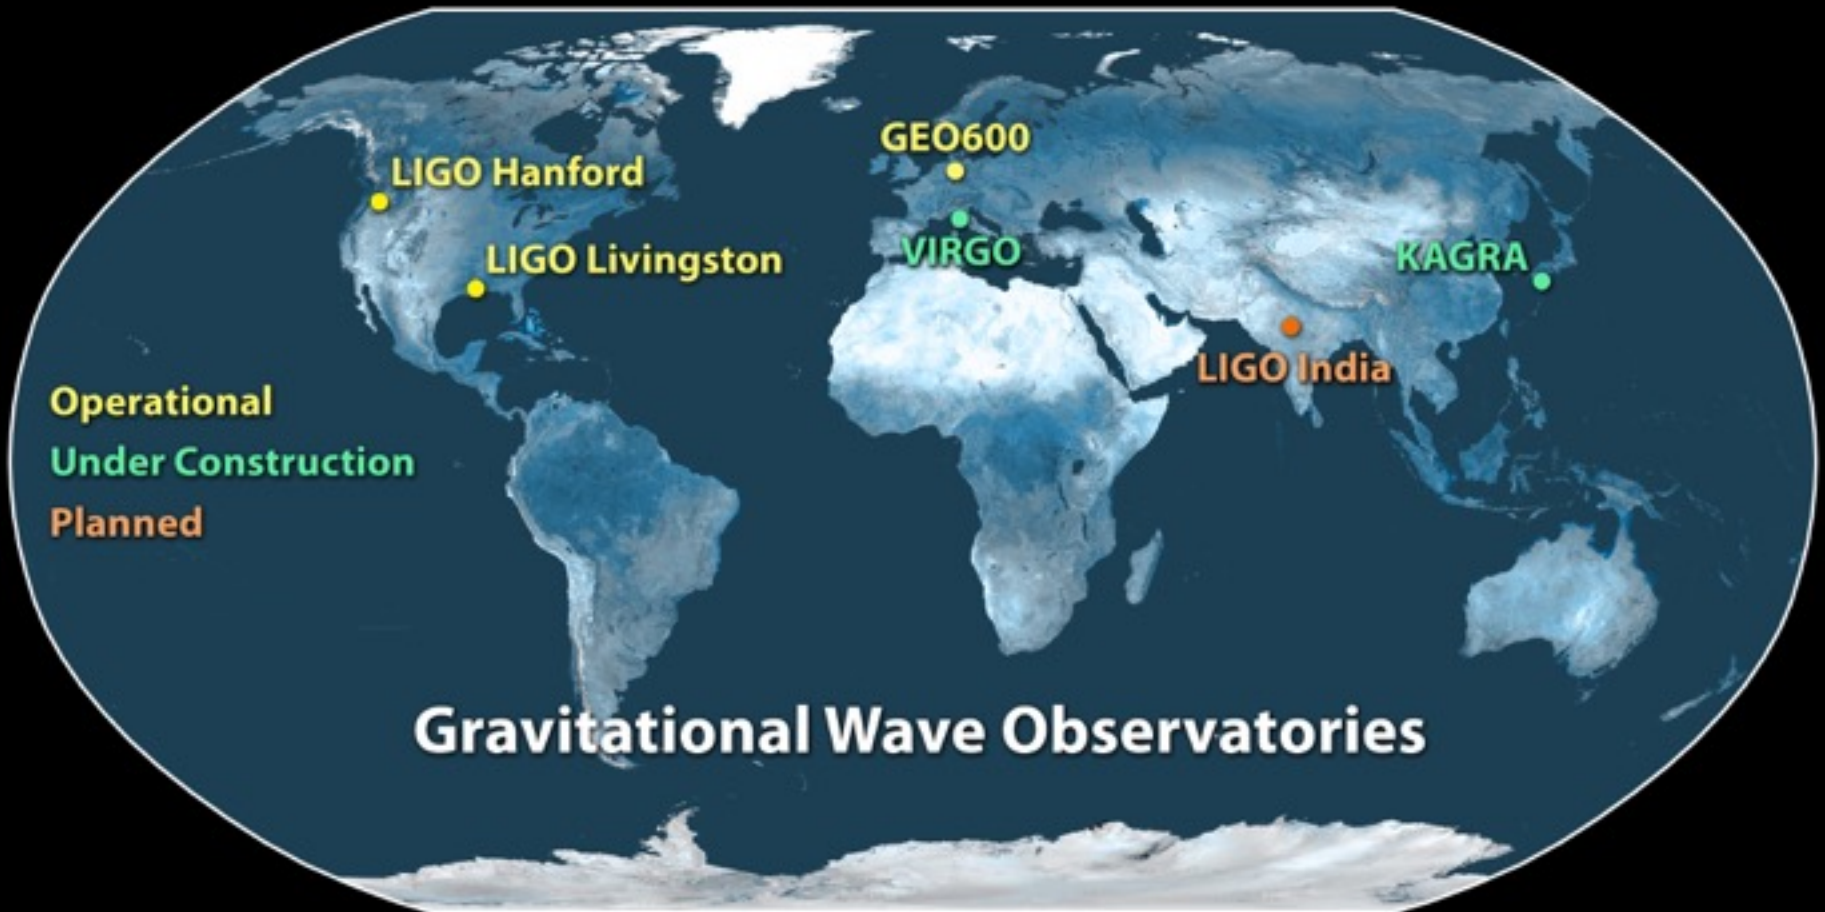 GEO600
LIGO Hanford
VIRGO
KAGRA
LIGO Livingston
LIGO India
Operational
Under Construction
Planned
Gravitational Wave Observatories